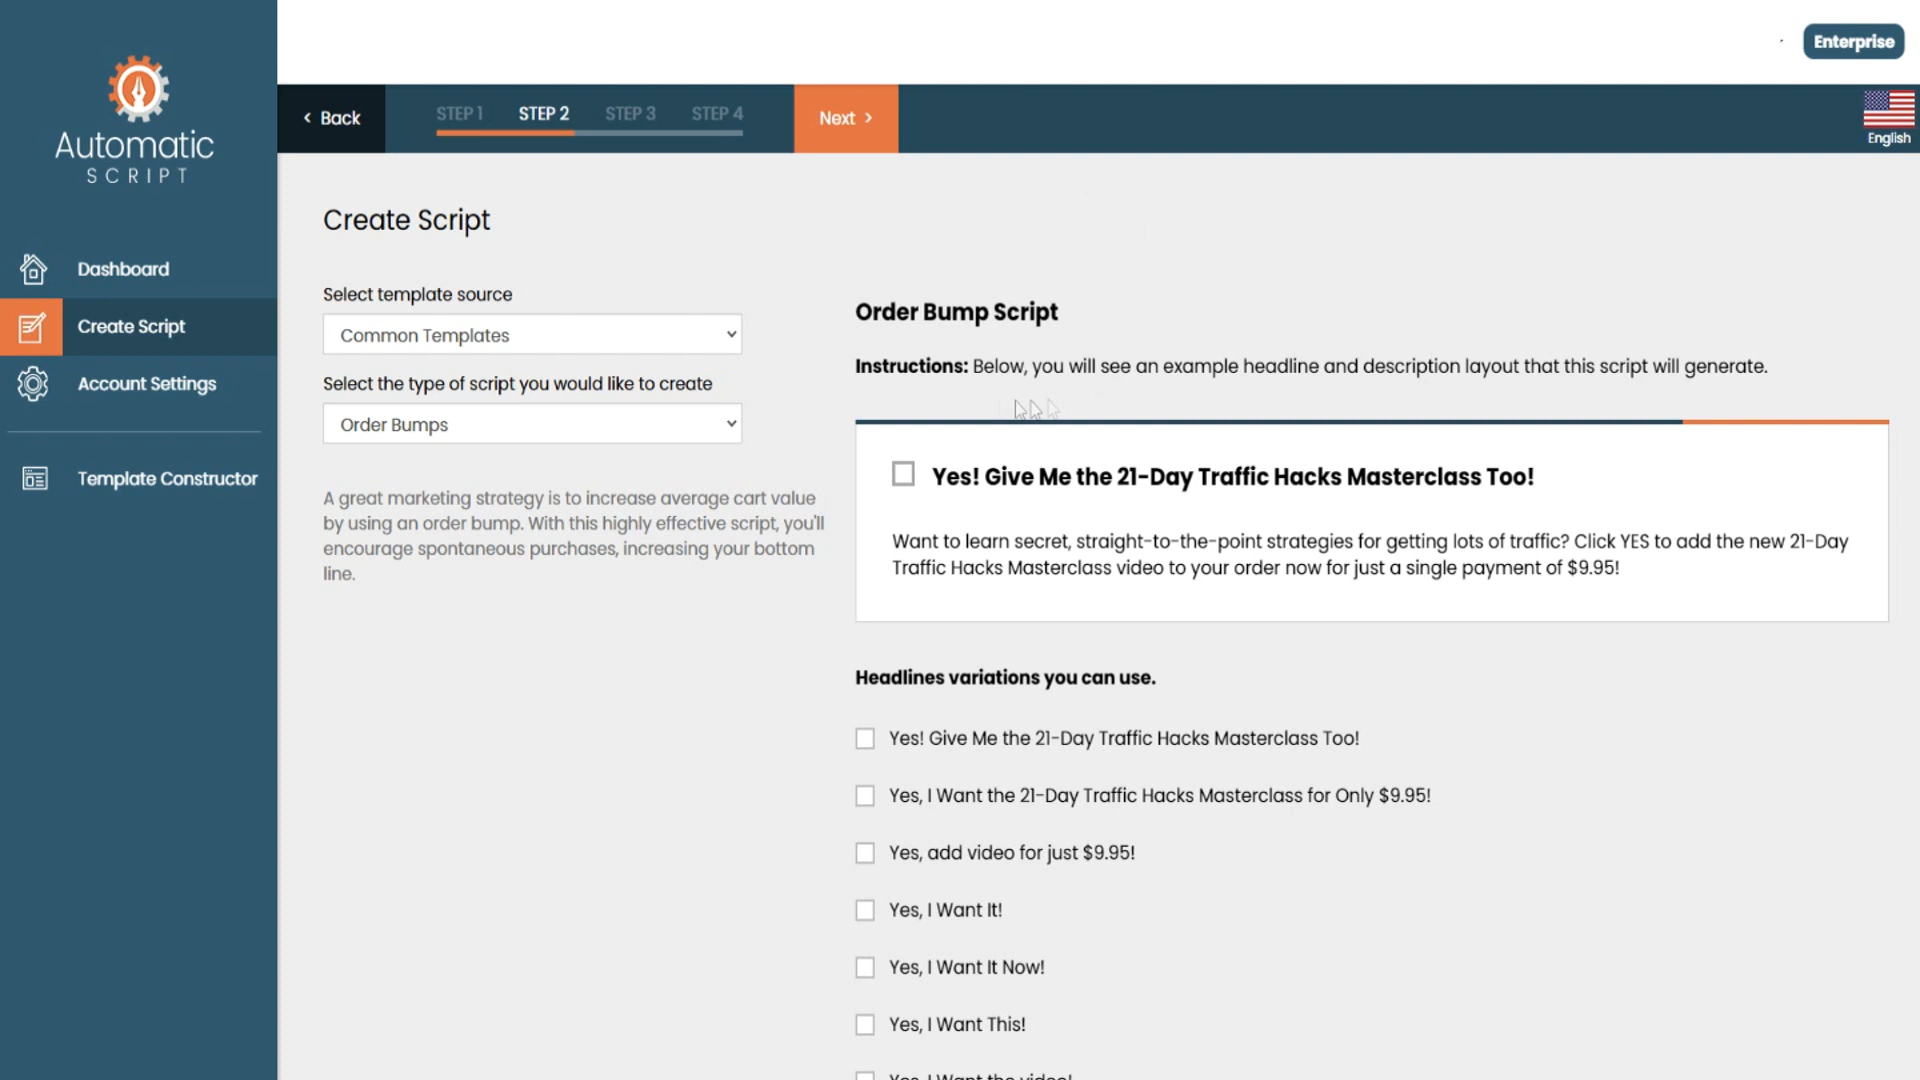 Automatic
SCRIPT
Dashboard
Create Script
Account Settings
Template Constructor
Enterprise
Back
STEP 1
STEP 2
STEP 3
STEP 4
Next
English
Create Script
Select template source
Common Templates
Select the type of script you would like to create
Order Bumps
A great marketing strategy is to increase average cart value
by using an order bump. With this highly effective script, you'll
encourage spontaneous purchases, increasing your bottom
line.
Order Bump Script
Instructions: Below, you will see an example headline and description layout that this script will generate.
Yes! Give Me the 21-Day Traffic Hacks Masterclass Too!
Want to learn secret, straight-to-the-point strategies for getting lots of traffic? Click YES to add the new 21-Day
Traffic Hacks Masterclass video to your order now for just a single payment of $9.95!
Headlines variations you can use.
Yes! Give Me the 21-Day Traffic Hacks Masterclass Too!
Yes, I Want the 21-Day Traffic Hacks Masterclass for Only $9.95!
Yes, add video for just $9.95!
Yes, I Want It!
Yes, I Want It Now!
Yes, I Want This!
Yes, I Want the video!